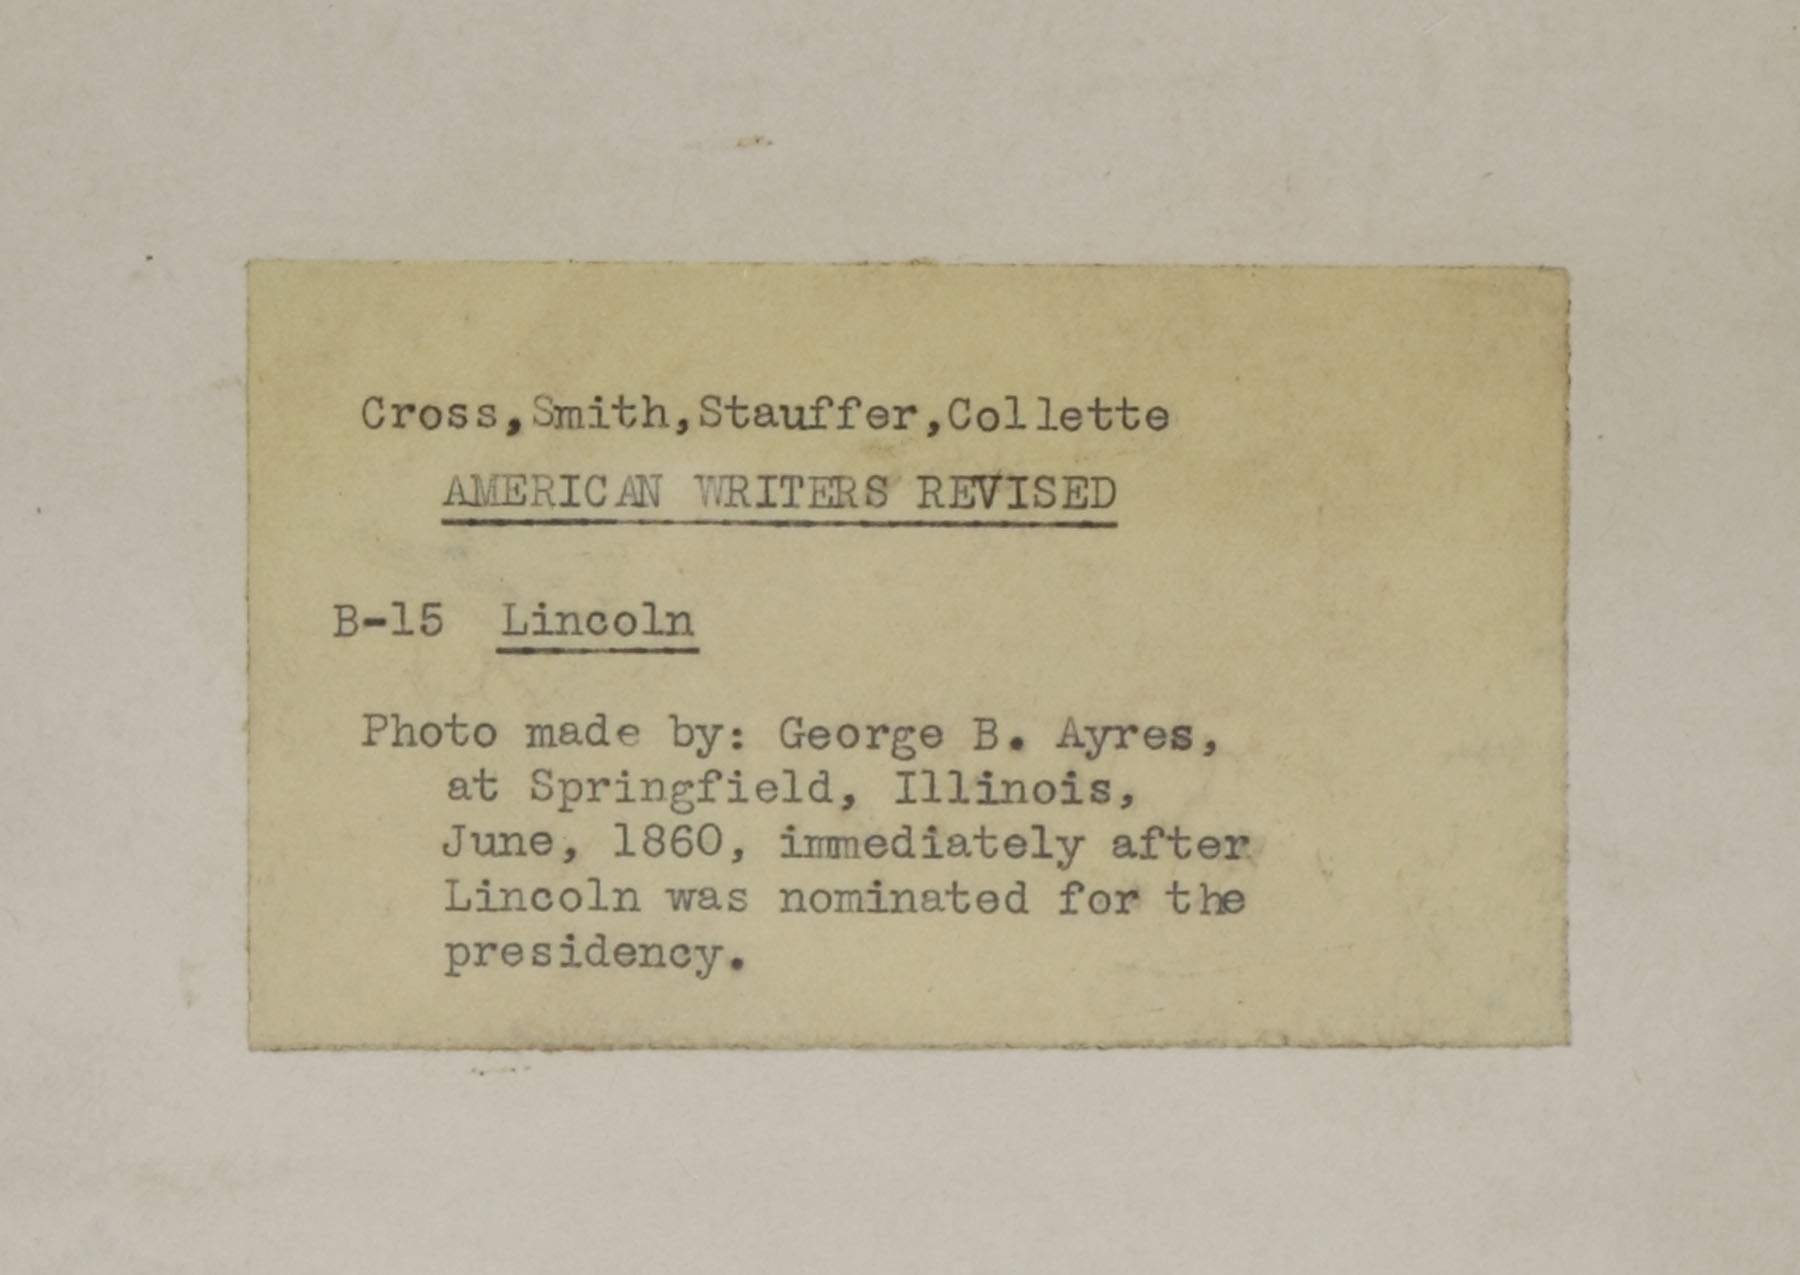 Cross,Smith,Stauffer,Collette
AMERICAN WRITERS REVISED
B-15 Lincoln
Photo made by: George B. Ayres,
at Springfield, Illinois,
June, 1860, immediately after
Lincoln was nominated for the
presidency.